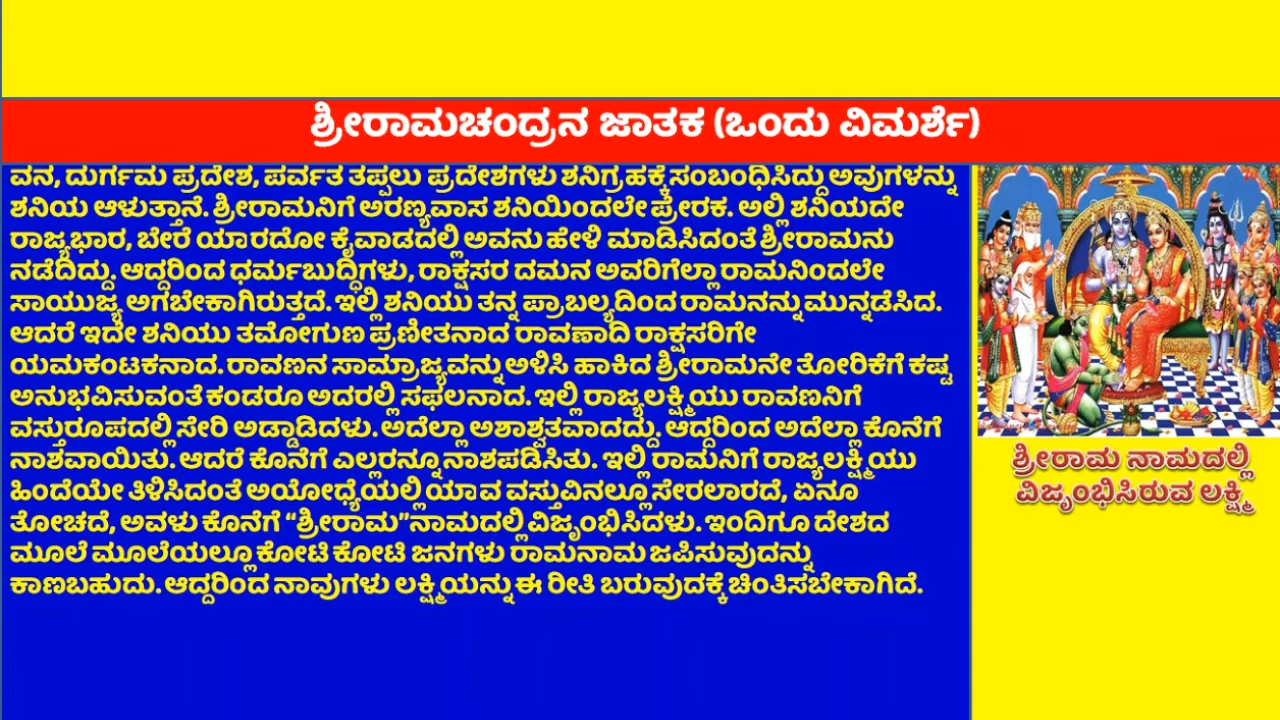 ಶ್ರೀರಾಮಚಂದ್ರನ ಜಾತಕ (ಒಂದು ವಿಮರ್ಶೆ)
ವನ, ದುರ್ಗಮ ಪ್ರದೇಶ, ಪರ್ವತ ತಪ್ಪಲು ಪ್ರದೇಶಗಳು ಶನಿಗ್ರಹಕ್ಕೆ ಸಂಬಂಧಿಸಿದ್ದು ಅವುಗಳನ್ನು
ಶನಿಯ ಆಳುತ್ತಾನೆ. ಶ್ರೀರಾಮನಿಗೆ ಅರಣ್ಯವಾಸ ಶನಿಯಿಂದಲೇ ಪ್ರೇರಕ. ಅಲ್ಲಿ ಶನಿಯದೇ
ರಾಜ್ಯಭಾರ, ಬೇರೆ ಯಾರದೋ ಕೈವಾಡದಲ್ಲಿ ಅವನು ಹೇಳಿ ಮಾಡಿಸಿದಂತೆ ಶ್ರೀರಾಮನು
ನಡೆದಿದ್ದು. ಆದ್ದರಿಂದ ಧರ್ಮಬುದ್ಧಿಗಳು, ರಾಕ್ಷಸರ ದಮನ ಅವರಿಗೆಲ್ಲಾ ರಾಮನಿಂದಲೇ
ಸಾಯುಜ್ಯ ಅಗಬೇಕಾಗಿರುತ್ತದೆ. ಇಲ್ಲಿ ಶನಿಯು ತನ್ನ ಪ್ರಾಬಲ್ಯದಿಂದ ರಾಮನನ್ನು ಮುನ್ನಡೆಸಿದ.
ಆದರೆ ಇದೇ ಶನಿಯು ತಮೋಗುಣ ಪ್ರಣೀತನಾದ ರಾವಣಾದಿ ರಾಕ್ಷಸರಿಗೇ
ಯಮಕಂಟಕನಾದ. ರಾವಣನ ಸಾಮ್ರಾಜ್ಯವನ್ನು ಅಳಿಸಿ ಹಾಕಿದ ಶ್ರೀರಾಮನೇ ತೋರಿಕೆಗೆ ಕಷ್ಟ
ಅನುಭವಿಸುವಂತೆ ಕಂಡರೂ ಅದರಲ್ಲಿ ಸಫಲನಾದ. ಇಲ್ಲಿ ರಾಜ್ಯಲಕ್ಷ್ಮಿಯು ರಾವಣನಿಗೆ
ವಸ್ತುರೂಪದಲ್ಲಿ ಸೇರಿ ಅಡ್ಡಾಡಿದಳು. ಅದೆಲ್ಲಾ ಅಶಾಶ್ವತವಾದದ್ದು. ಆದ್ದರಿಂದ ಅದೆಲ್ಲಾ ಕೊನೆಗೆ
ನಾಶವಾಯಿತು. ಆದರೆ ಕೊನೆಗೆ ಎಲ್ಲರನ್ನೂ ನಾಶಪಡಿಸಿತು. ಇಲ್ಲಿ ರಾಮನಿಗೆ ರಾಜ್ಯಲಕ್ಷ್ಮಿಯು
ಹಿಂದೆಯೇ ತಿಳಿಸಿದಂತೆ ಅಯೋಧ್ಯೆಯಲ್ಲಿ ಯಾವ ವಸ್ತುವಿನಲ್ಲೂ ಸೇರಲಾರದೆ, ಏನೂ
ತೋಚದೆ, ಅವಳು ಕೊನೆಗೆ “ಶ್ರೀರಾಮ” ನಾಮದಲ್ಲಿ ವಿಜೃಂಭಿಸಿದಳು. ಇಂದಿಗೂ ದೇಶದ
ಮೂಲೆ ಮೂಲೆಯಲ್ಲೂ ಕೋಟಿ ಕೋಟಿ ಜನಗಳು ರಾಮನಾಮ ಜಪಿಸುವುದನ್ನು
ಕಾಣಬಹುದು. ಆದ್ದರಿಂದ ನಾವುಗಳು ಲಕ್ಷ್ಮಿಯನ್ನು ಈ ರೀತಿ ಬರುವುದಕ್ಕೆ ಚಿಂತಿಸಬೇಕಾಗಿದೆ.
ಶ್ರೀರಾಮ ನಾಮದಲ್ಲಿ
ವಿಜೃಂಭಿಸಿರುವ ಲಕ್ಷ್ಮಿ